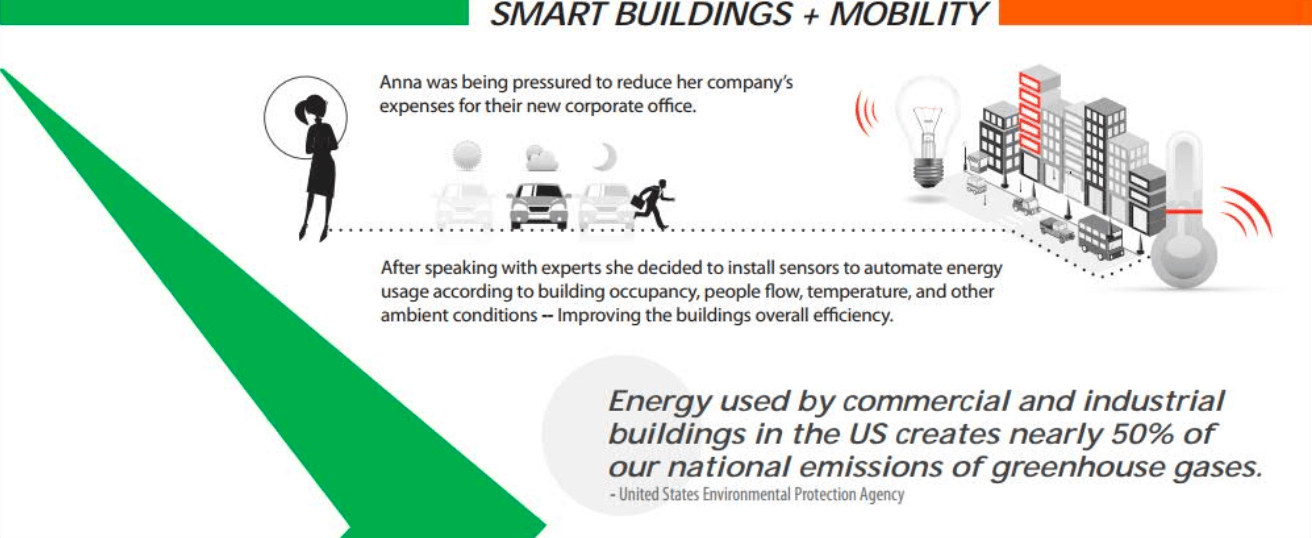 SMART BUILDINGS + MOBILITY
Anna was being pressured to reduce her company's
expenses for their new corporate office.
After speaking with experts she decided to install sensors to automate energy
usage according to building occupancy, people flow, temperature, and other
ambient conditions -- Improving the buildings overall efficiency.
Energy used by commercial and industrial
buildings in the US creates nearly 50% of
our national emissions of greenhouse gases.
- United States Environmental Protection Agency